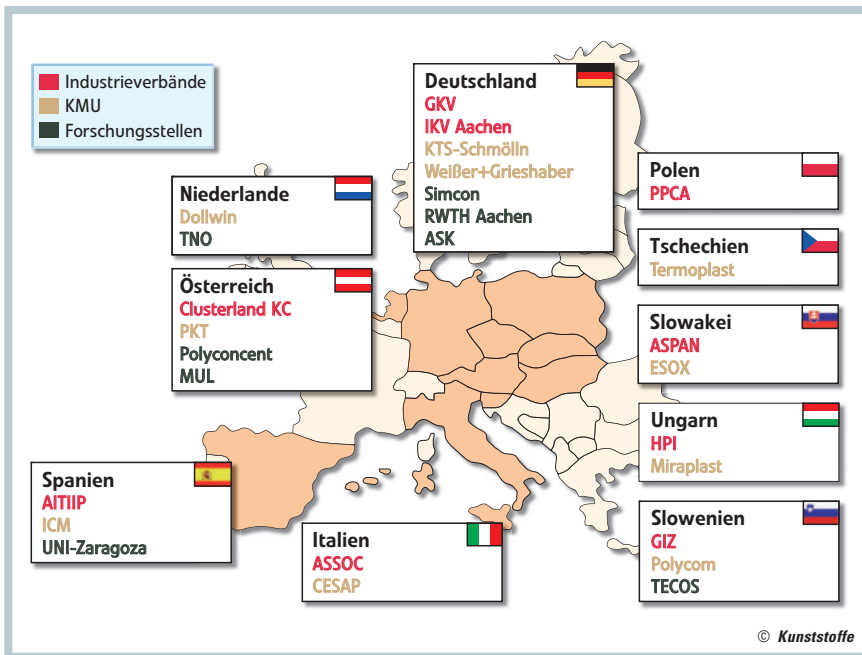 Industrieverbände
KMU
Forschungsstellen
Deutschland
GKV
IKV Aachen
KTS-Schmölln
Weißer+Grieshaber
Simcon
RWTH Aachen
ASK
Niederlande
Dollwin
TNO
Österreich
Clusterland KC
PKT
Polyconcent
MUL
Polen
PPCA
Tschechien
Termoplast
Slowakei
ASPAN
ESOX
Ungarn
HPI
Miraplast
Slowenien
GIZ
Polycom
TECOS
Spanien
AITIIP
ICM
UNI-Zaragoza
Italien
ASSOC
CESAP
© Kunststoffe